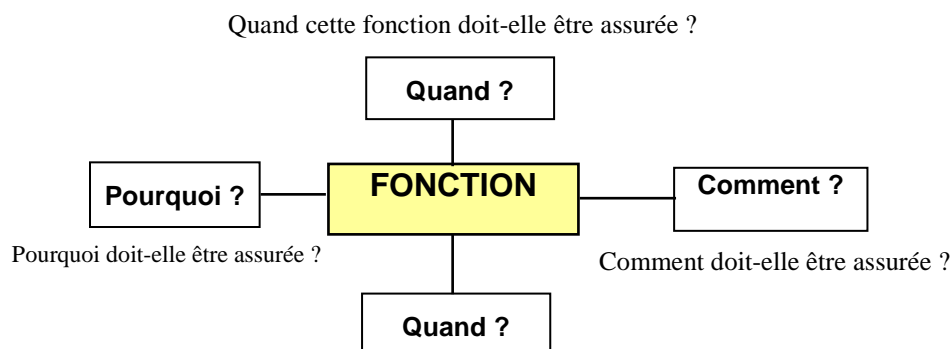 Quand cette fonction doit-elle être assurée ?
Quand ?
Pourquoi ?
FONCTION
Comment ?
Pourquoi doit-elle être assurée ?
Comment doit-elle être assurée ?
Quand ?